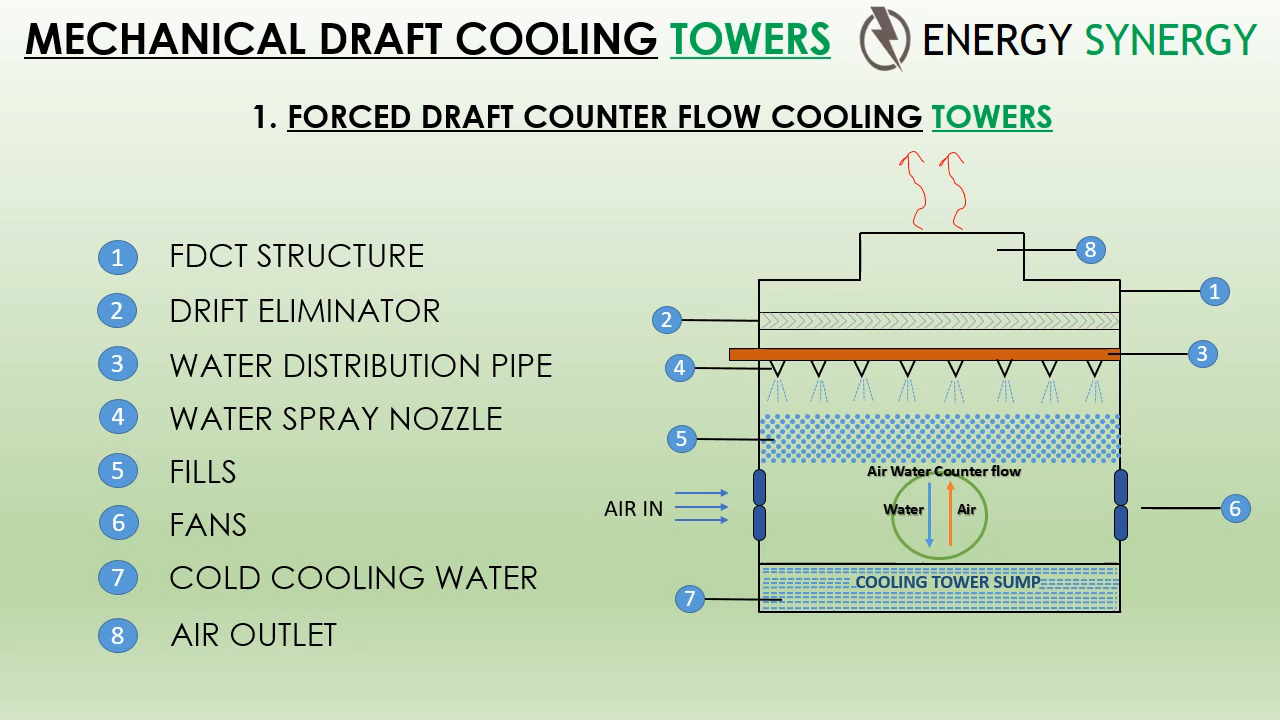 MECHANICAL DRAFT COOLING TOWERS
ENERGY SYNERGY
1. FORCED DRAFT COUNTER FLOW COOLING TOWERS
1 FDCT STRUCTURE
2 DRIFT ELIMINATOR
3 WATER DISTRIBUTION PIPE
4 WATER SPRAY NOZZLE
5 FILLS
6 FANS
7 COLD COOLING WATER
8 AIR OUTLET
8
1
2
3
4
5
Air Water Counter flow
AIR IN
Water Air
6
COOLING TOWER SUMP
7